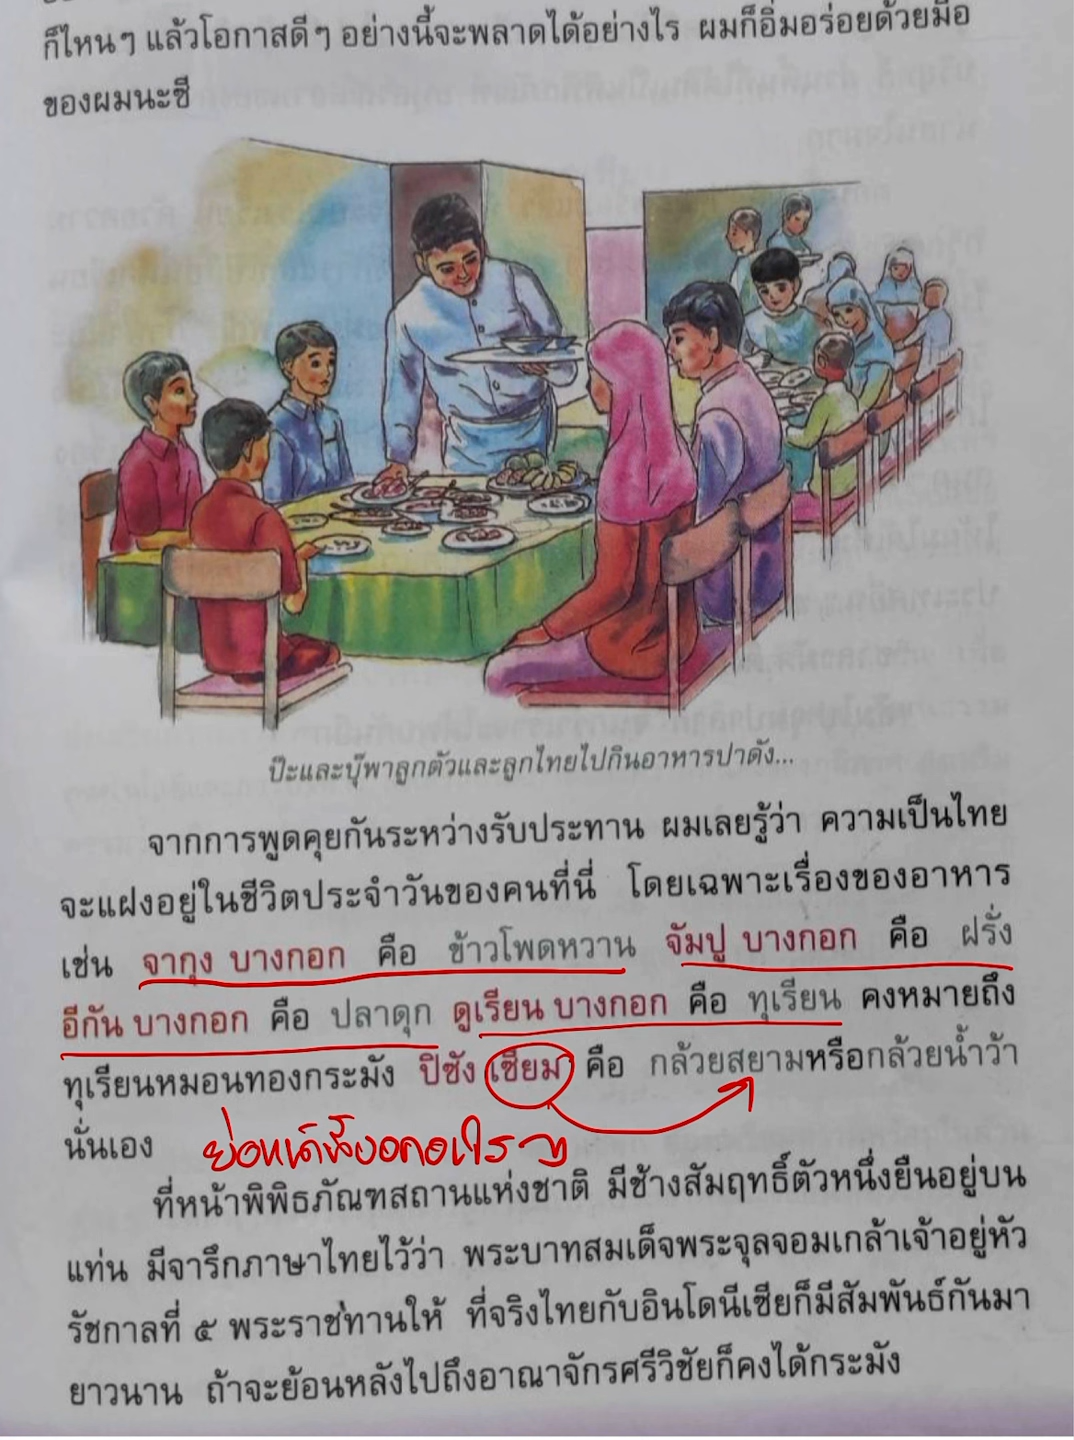 ก็ไหนๆ แล้วโอกาสดีๆ อย่างนี้จะพลาดได้อย่างไร ผมก็อิ่มอร่อยด้วยมือ
ของผมนะซี
ป๊ะและบุ๊พาลูกตัวและลูกไทยไปกินอาหารปาดัง...
จากการพูดคุยกันระหว่างรับประทาน ผมเลยรู้ว่า ความเป็นไทย
จะแฝงอยู่ในชีวิตประจำวันของคนที่นี่ โดยเฉพาะเรื่องของอาหาร
เช่น จากุง บางกอก คือ ข้าวโพดหวาน จัมปู บางกอก คือ ฝรั่ง
อีกัน บางกอก คือ ปลาดุก ดูเรียน บางกอก คือ ทุเรียน คงหมายถึง
ทุเรียนหมอนทองกระมัง ปิซัง เซียม คือ กล้วยสยามหรือกล้วยน้ำว้า
นั่นเอง
ที่หน้าพิพิธภัณฑสถานแห่งชาติ มีช้างสัมฤทธิ์ตัวหนึ่งยืนอยู่บน
แท่น มีจารึกภาษาไทยไว้ว่า พระบาทสมเด็จพระจุลจอมเกล้าเจ้าอยู่หัว
รัชกาลที่ ๕ พระราชทานให้ ที่จริงไทยกับอินโดนีเซียก็มีสัมพันธ์กันมา
ยาวนาน ถ้าจะย้อนหลังไปถึงอาณาจักรศรีวิชัยก็คงได้กระมัง